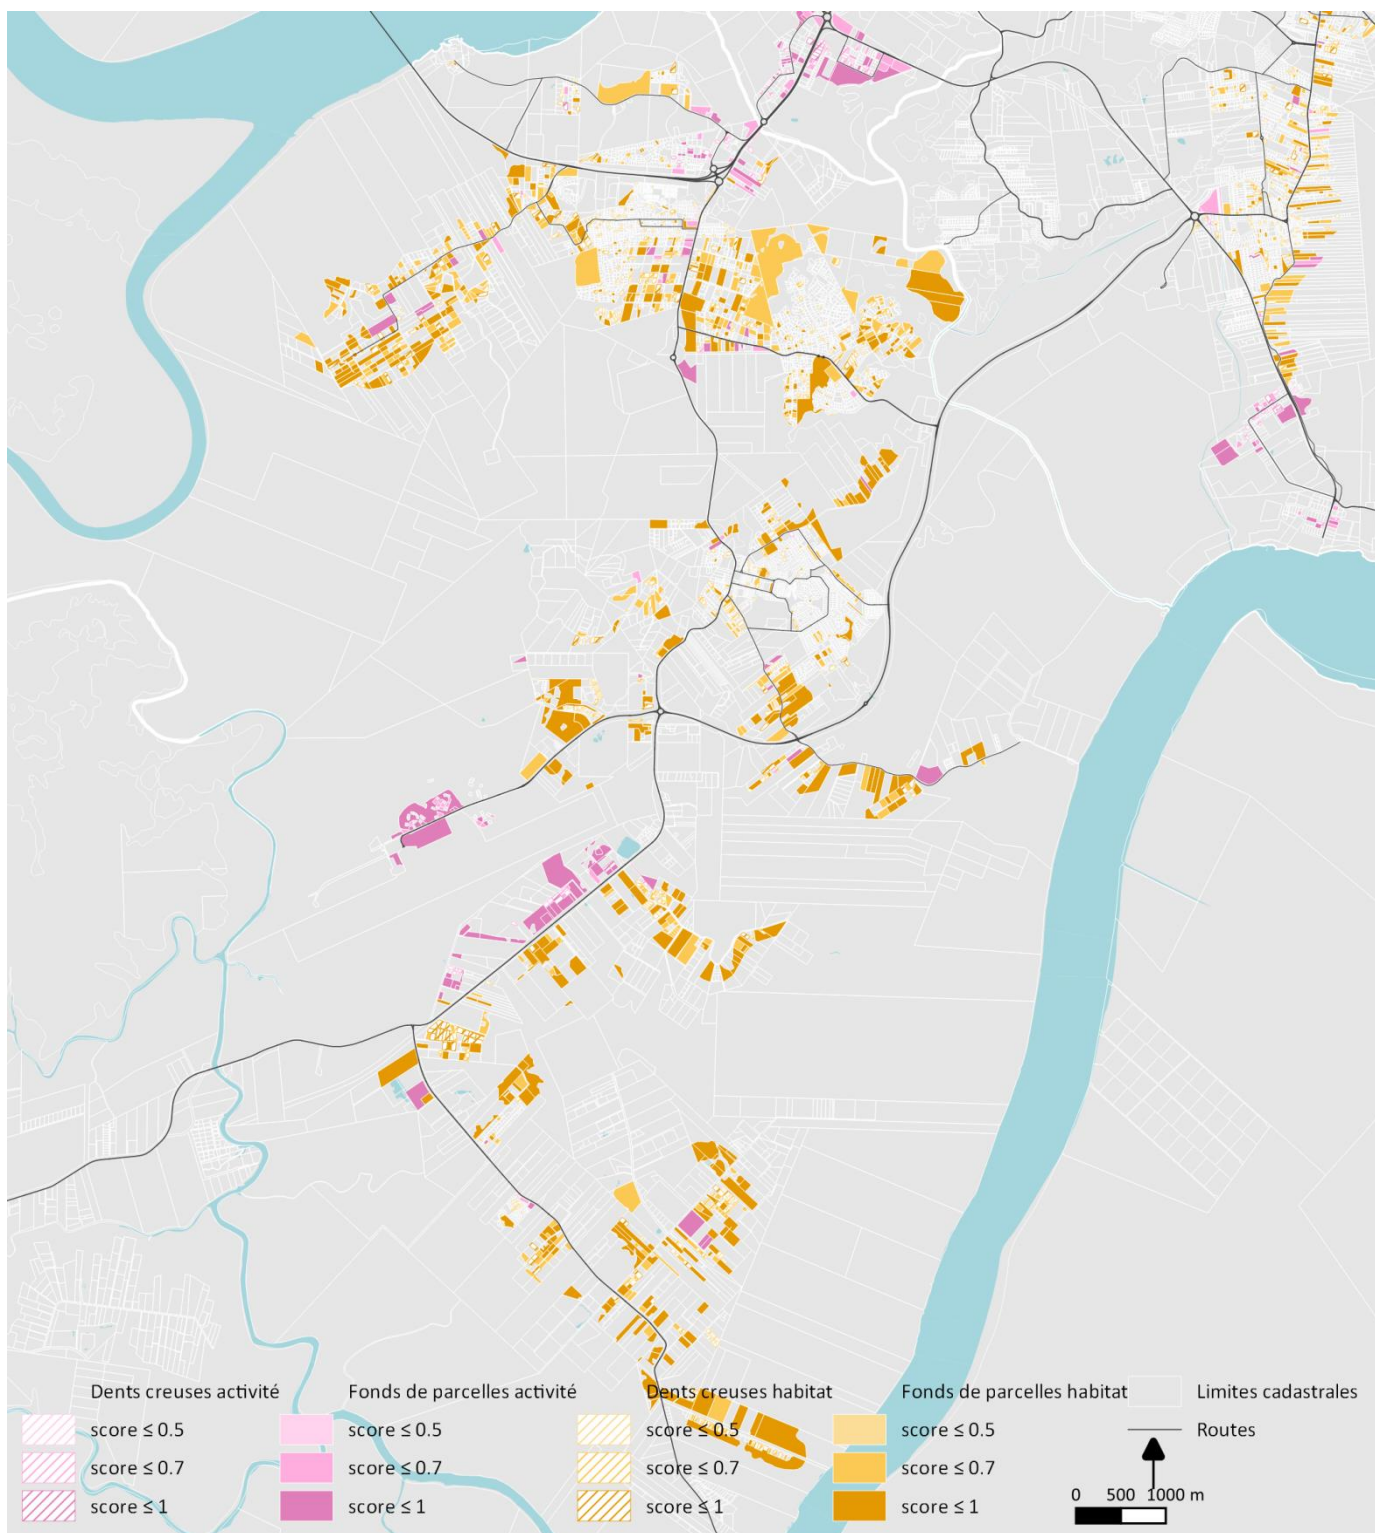 Dents creuses activité
score ≤ 0.5
score ≤ 0.7
score ≤ 1
Fonds de parcelles activité
score ≤ 0.5
score ≤ 0.7
score ≤ 1
Dents creuses habitat
score ≤ 0.5
score ≤ 0.7
score ≤ 1
Fonds de parcelles habitat
score ≤ 0.5
score ≤ 0.7
score ≤ 1
Limites cadastrales
Routes
0 500 1000 m